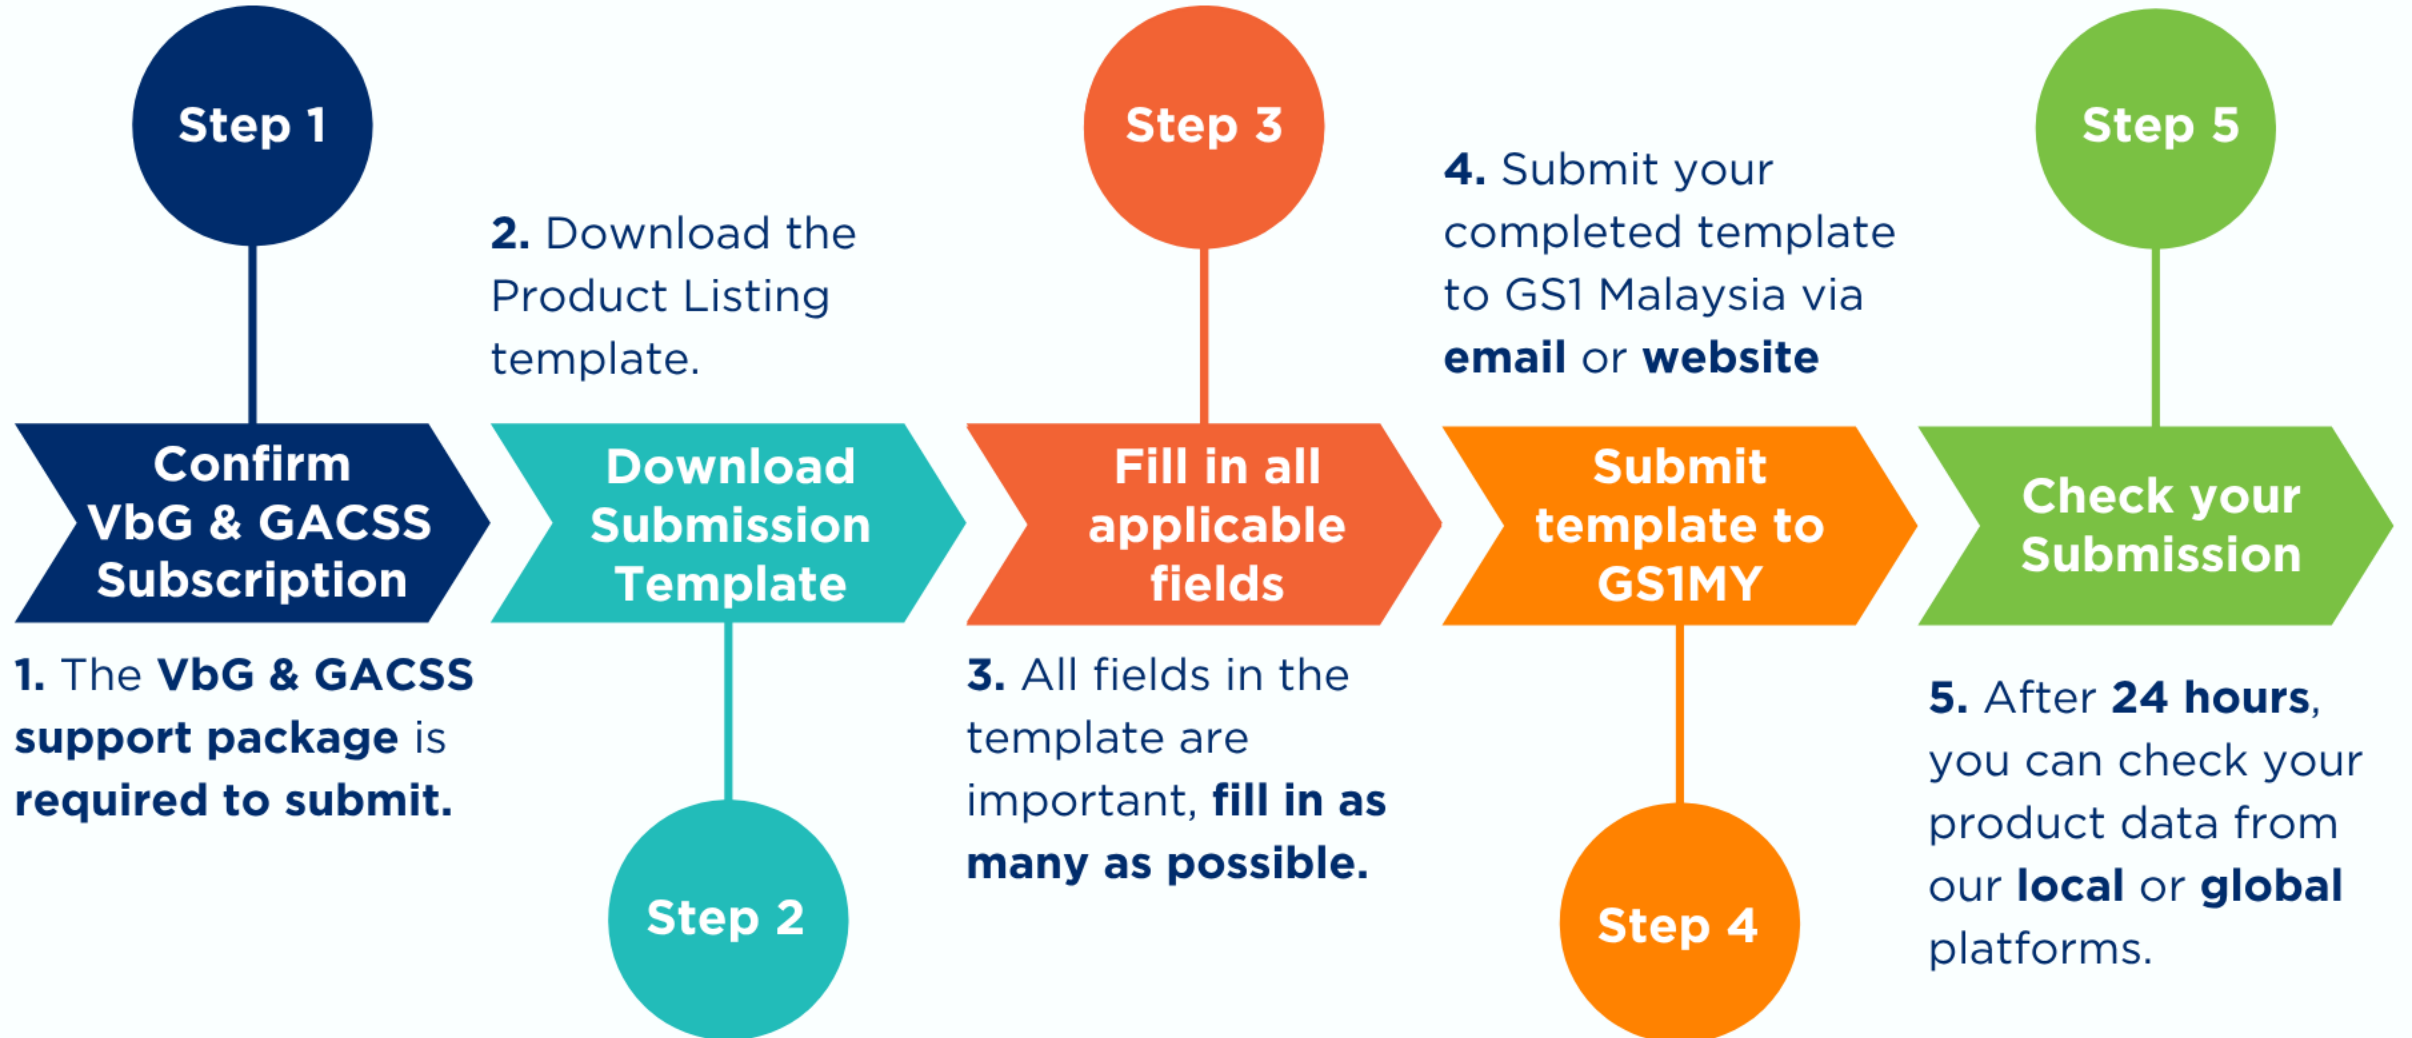 Step 1
Confirm
VbG & GACSS
Subscription
1. The VbG & GACSS
support package is
required to submit.
2. Download the
Product Listing
template.
Download
Submission
Template
Step 2
Step 3
Fill in all
applicable
fields
3. All fields in the
template are
important, fill in as
many as possible.
4. Submit your
completed template
to GS1 Malaysia via
email or website
Submit
template to
GS1MY
Step 4
Step 5
Check your
Submission
5. After 24 hours,
you can check your
product data from
our local or global
platforms.